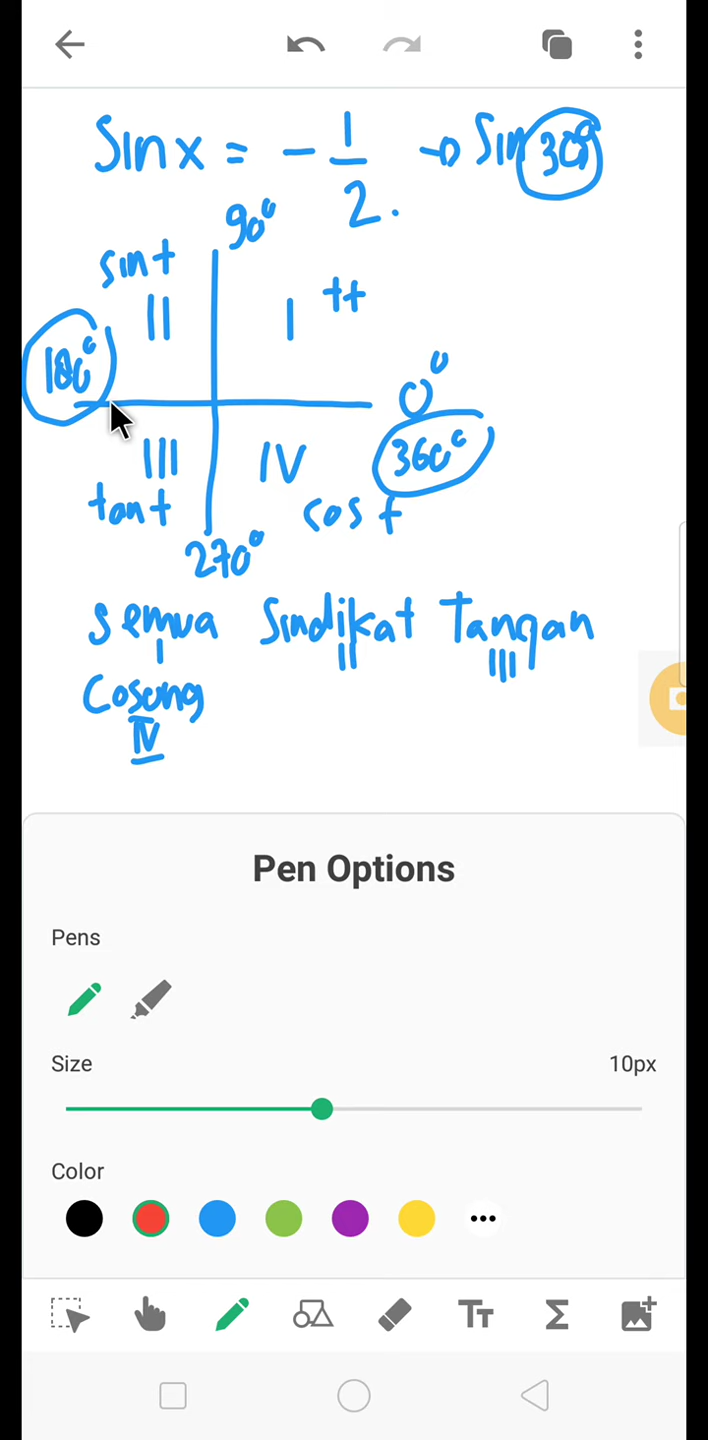 Sin x = - 1/2. → Sin 30°
90°
sin +
II
I
++
180°
0°
360°
III
IV
tan +
cos +
270°
Semua Sindikat Tangan
I II III
Cosong
IV
Pen Options
Pens
Size 10px
Color
Tт Σ